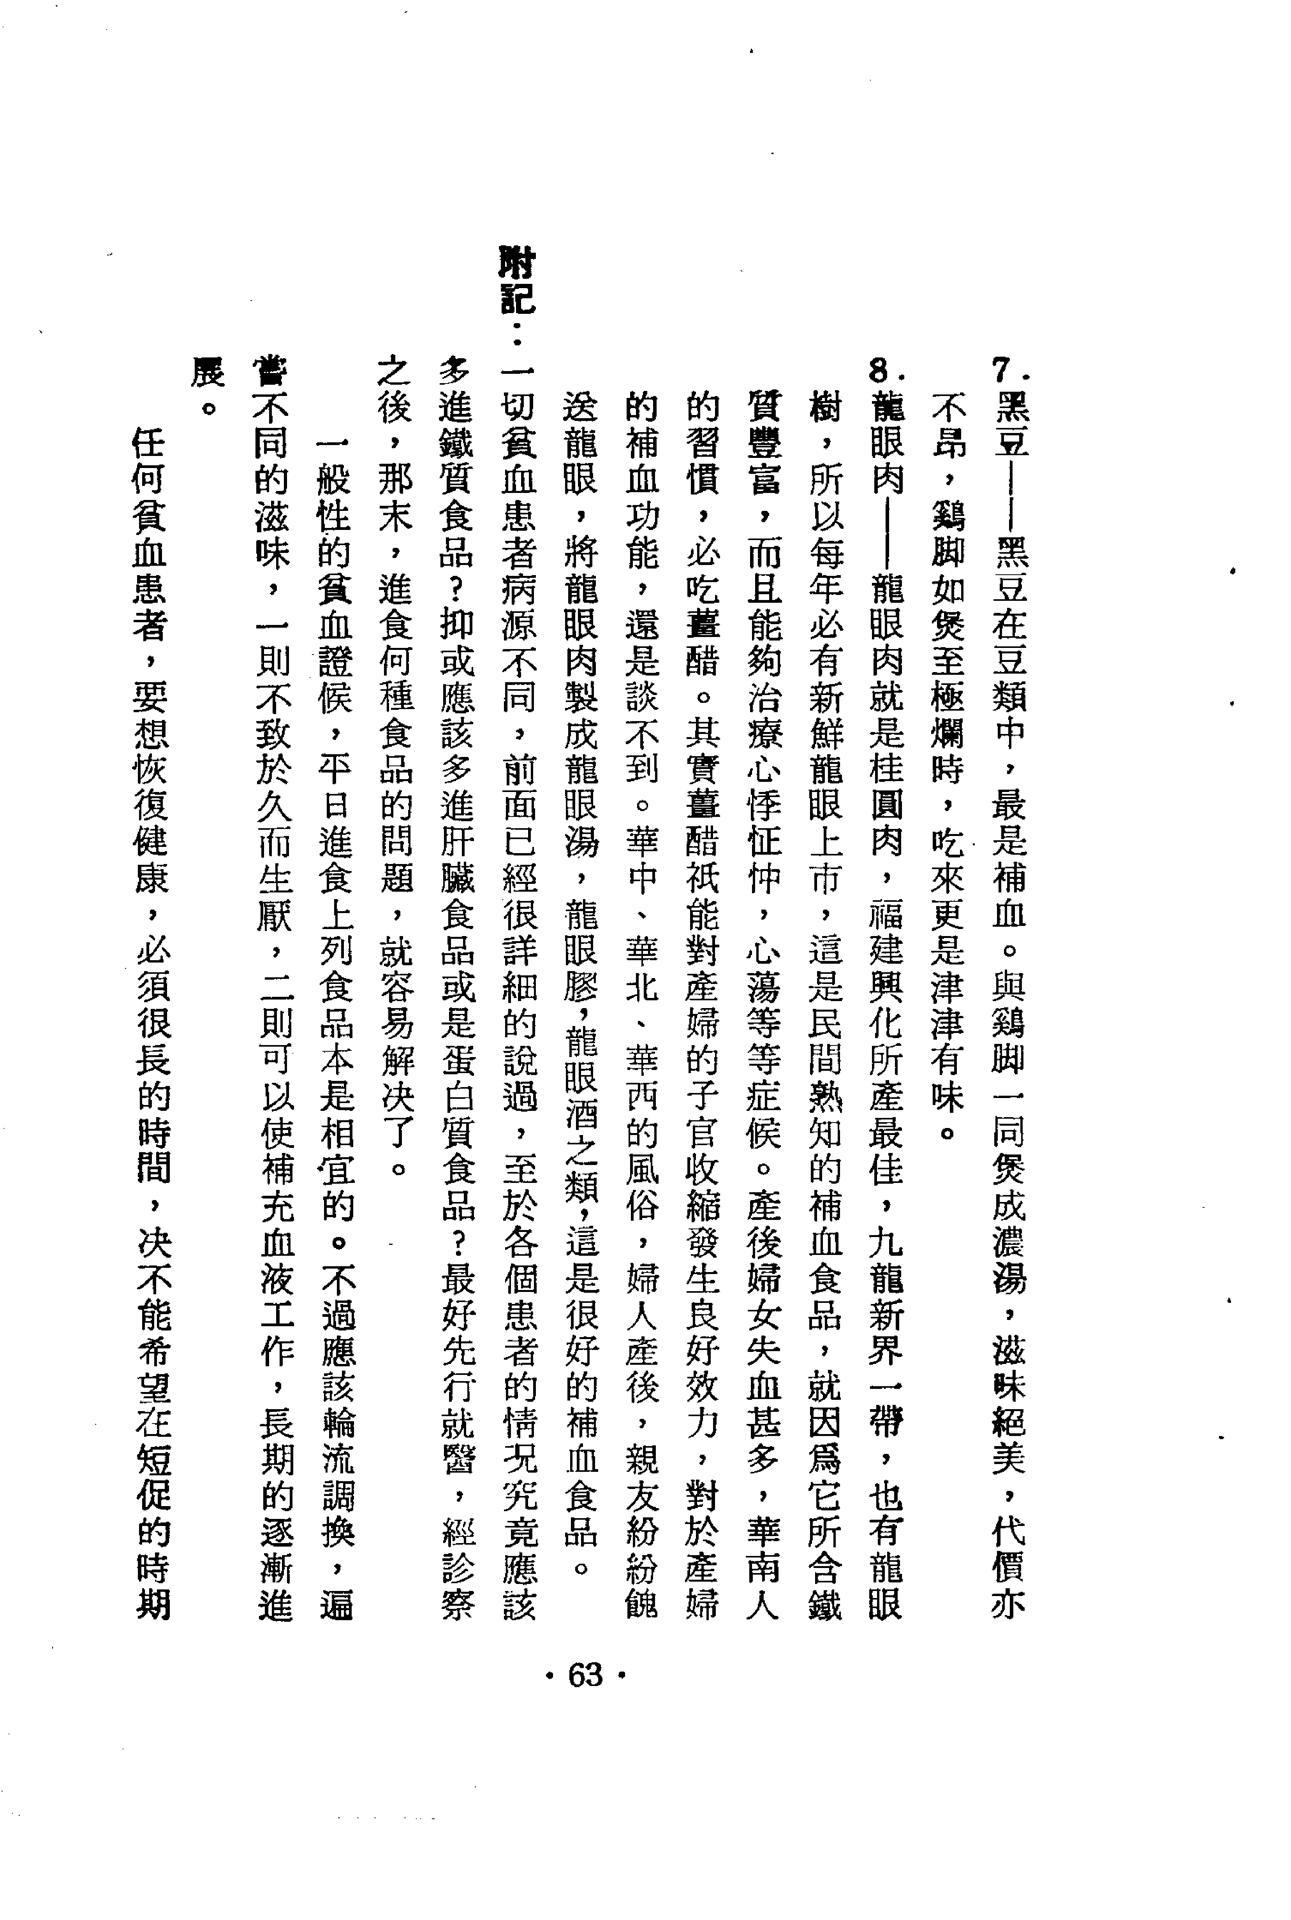 7.黑豆——黑豆在豆類中，最是補血。與鷄脚一同煲成濃湯，滋味絕美，代價亦
不昂，鷄脚如煲至極爛時，吃來更是津津有味。
8.龍眼肉——龍眼肉就是桂圓肉，福建興化所產最佳，九龍新界一帶，也有龍眼
樹，所以每年必有新鮮龍眼上市，這是民間熟知的補血食品，就因爲它所含鐵
質豐富，而且能夠治療心悸怔忡，心蕩等等症候。產後婦女失血甚多，華南人
的習慣，必吃薑醋。其實薑醋祇能對產婦的子官收縮發生良好效力，對於產婦
的補血功能，還是談不到。華中、華北、華西的風俗，婦人產後，親友紛紛餽
送龍眼，將龍眼肉製成龍眼湯，龍眼膠，龍眼酒之類，這是很好的補血食品。
附記：一切貧血患者病源不同，前面已經很詳細的說過，至於各個患者的情況究竟應該
多進鐵質食品？抑或應該多進肝臟食品或是蛋白質食品？最好先行就醫，經診察
之後，那末，進食何種食品的問題，就容易解決了。
一般性的貧血證候，平日進食上列食品本是相宜的。不過應該輪流調換，遍
嘗不同的滋味，一則不致於久而生厭，二則可以使補充血液工作，長期的逐漸進
展。
任何貧血患者，要想恢復健康，必須很長的時間，决不能希望在短促的時期
·63·